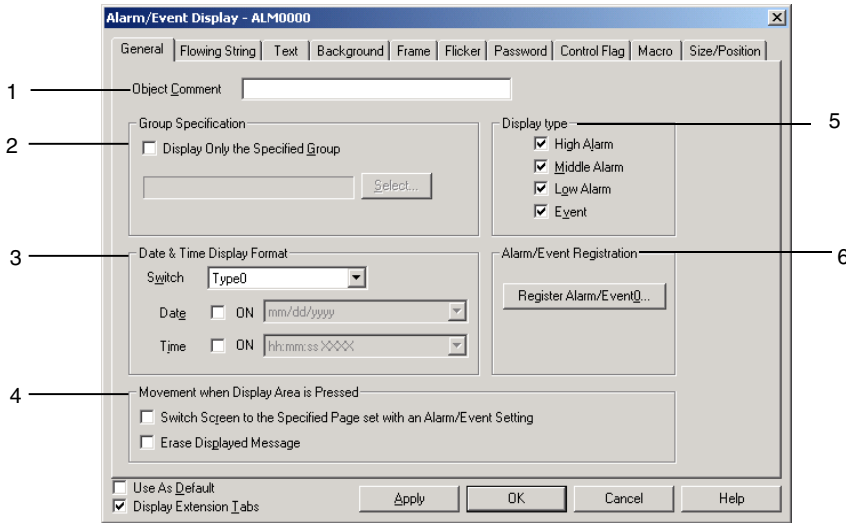 Alarm/Event Display - ALM0000
General Flowing String Text Background Frame Flicker Password Control Flag Macro Size/Position
1 Object Comment
Group Specification
2 Display Only the Specified Group
Select...
Display type 5
High Alarm
Middle Alarm
Low Alarm
Event
3 Date & Time Display Format
Switch Type0
Date ON mm/dd/yyyy
Time ON hh:mm:ss XXXX
Alarm/Event Registration 6
Register Alarm/Event0...
4 Movement when Display Area is Pressed
Switch Screen to the Specified Page set with an Alarm/Event Setting
Erase Displayed Message
Use As Default
Display Extension Tabs
Apply OK Cancel Help